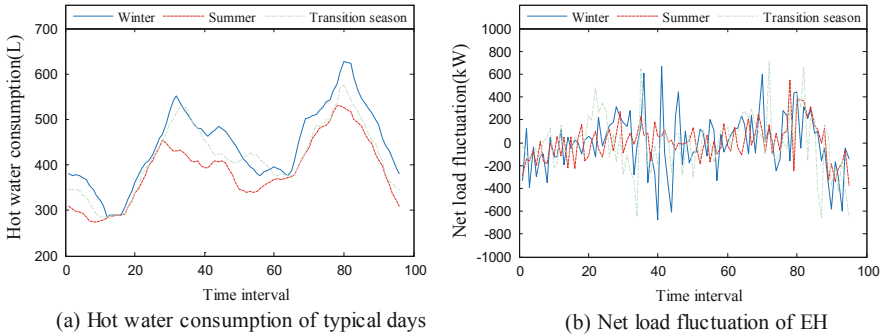 Winter Summer Transition season
Hot water consumption(L)
700
600
500
400
300
200
0 20 40 60 80 100
Time interval
(a) Hot water consumption of typical days
Winter Summer Transition season
Net load fluctuation(kW)
1000
800
600
400
200
0
-200
-400
-600
-800
-1000
0 20 40 60 80 100
Time interval
(b) Net load fluctuation of EH